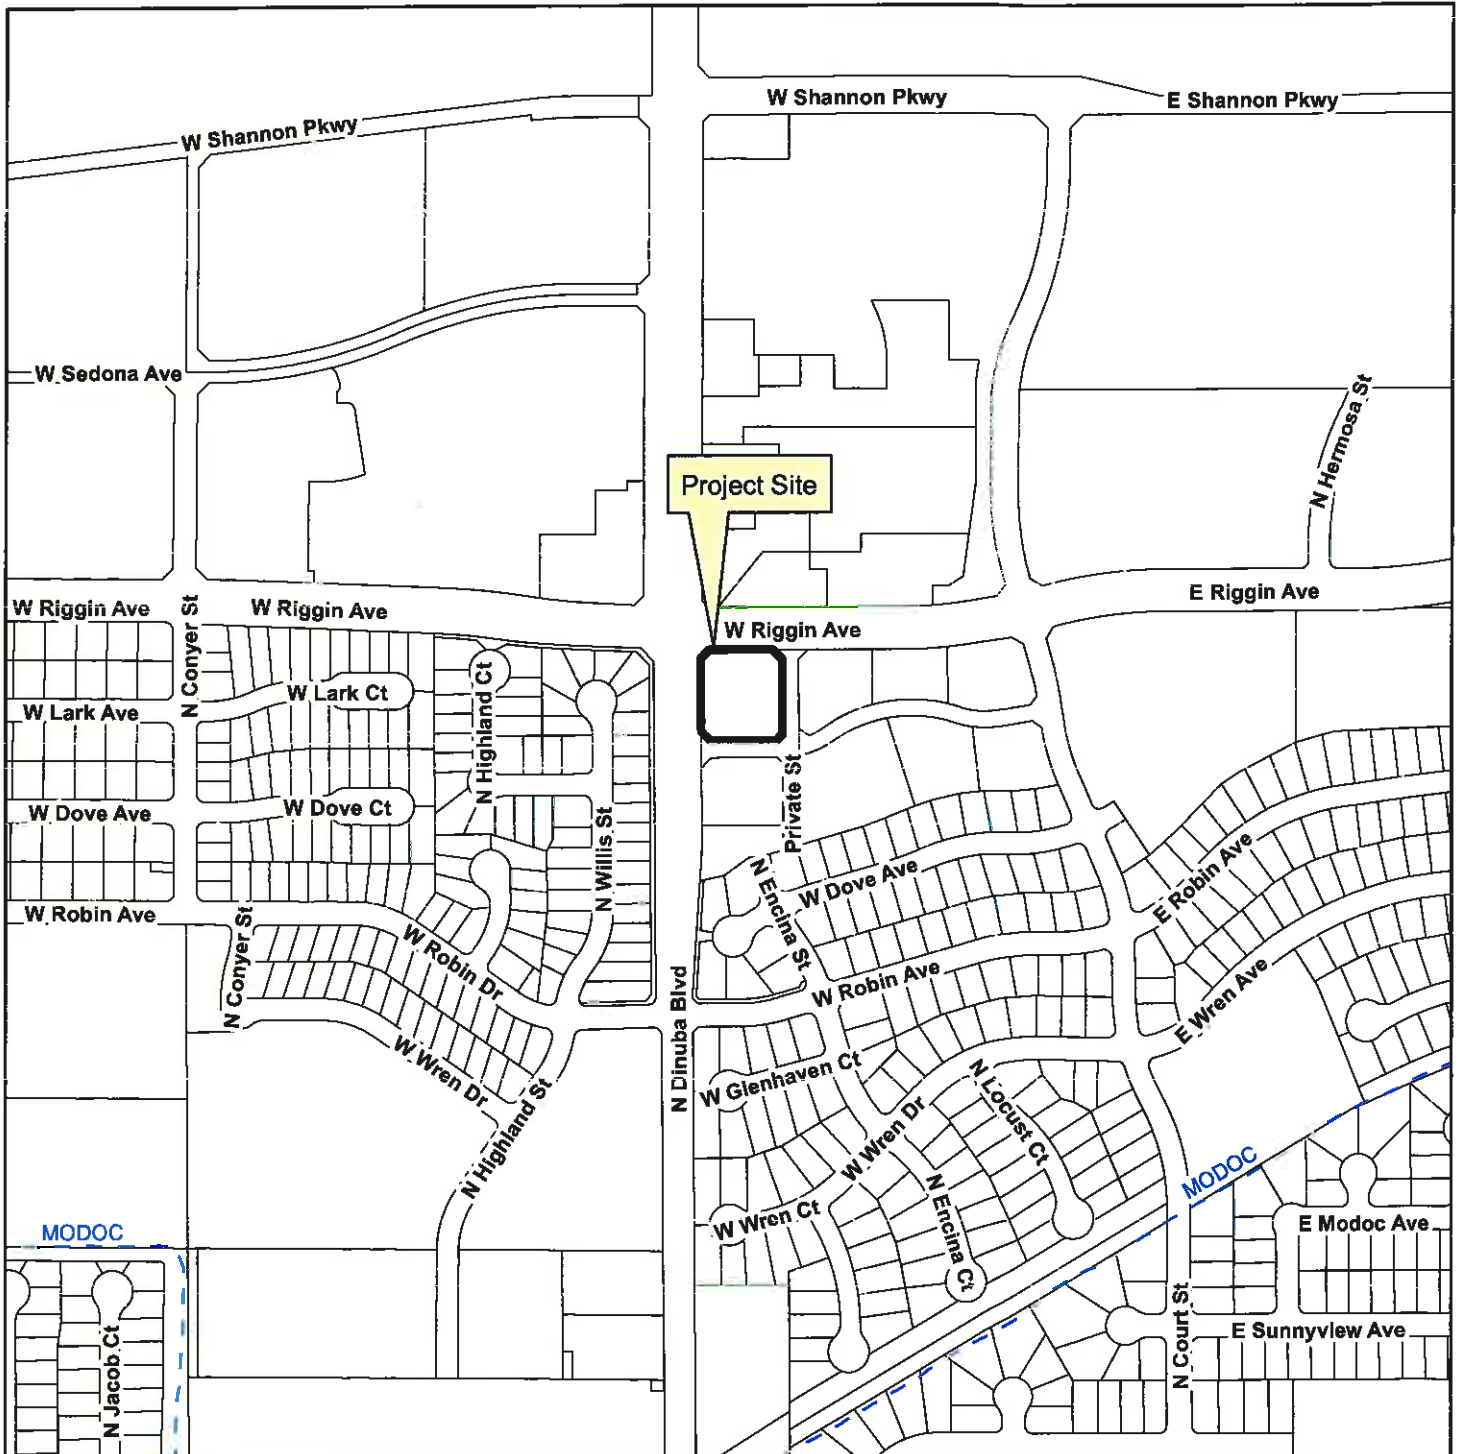 W Shannon Pkwy
E Shannon Pkwy
W Shannon Pkwy
W Sedona Ave
N Hermosa St
Project Site
W Riggin Ave
N Conyer St
W Riggin Ave
W Riggin Ave
E Riggin Ave
W Lark Ave
W Lark Ct
N Highland Ct
W Dove Ave
W Dove Ct
N Willis St
Private St
W Dove Ave
N Encina St
E Robin Ave
W Robin Ave
N Conyer St
W Robin Dr
N Dinuba Blvd
W Robin Ave
E Wren Ave
W Wren Dr
N Highland St
W Glenhaven Ct
N Locust Ct
W Wren Dr
W Wren Ct
N Encina Ct
MODOC
MODOC
E Modoc Ave
N Jacob Ct
N Court St
E Sunnyview Ave